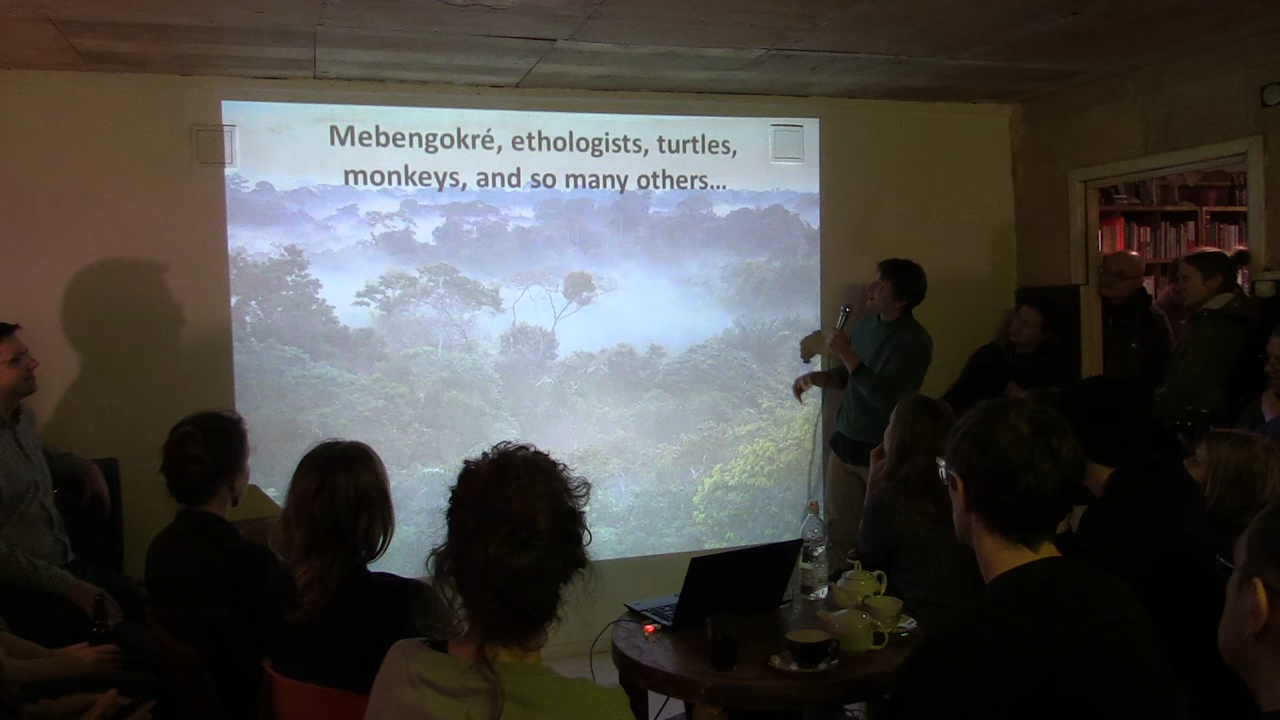 Mebengokré, ethologists, turtles,
monkeys, and so many others...